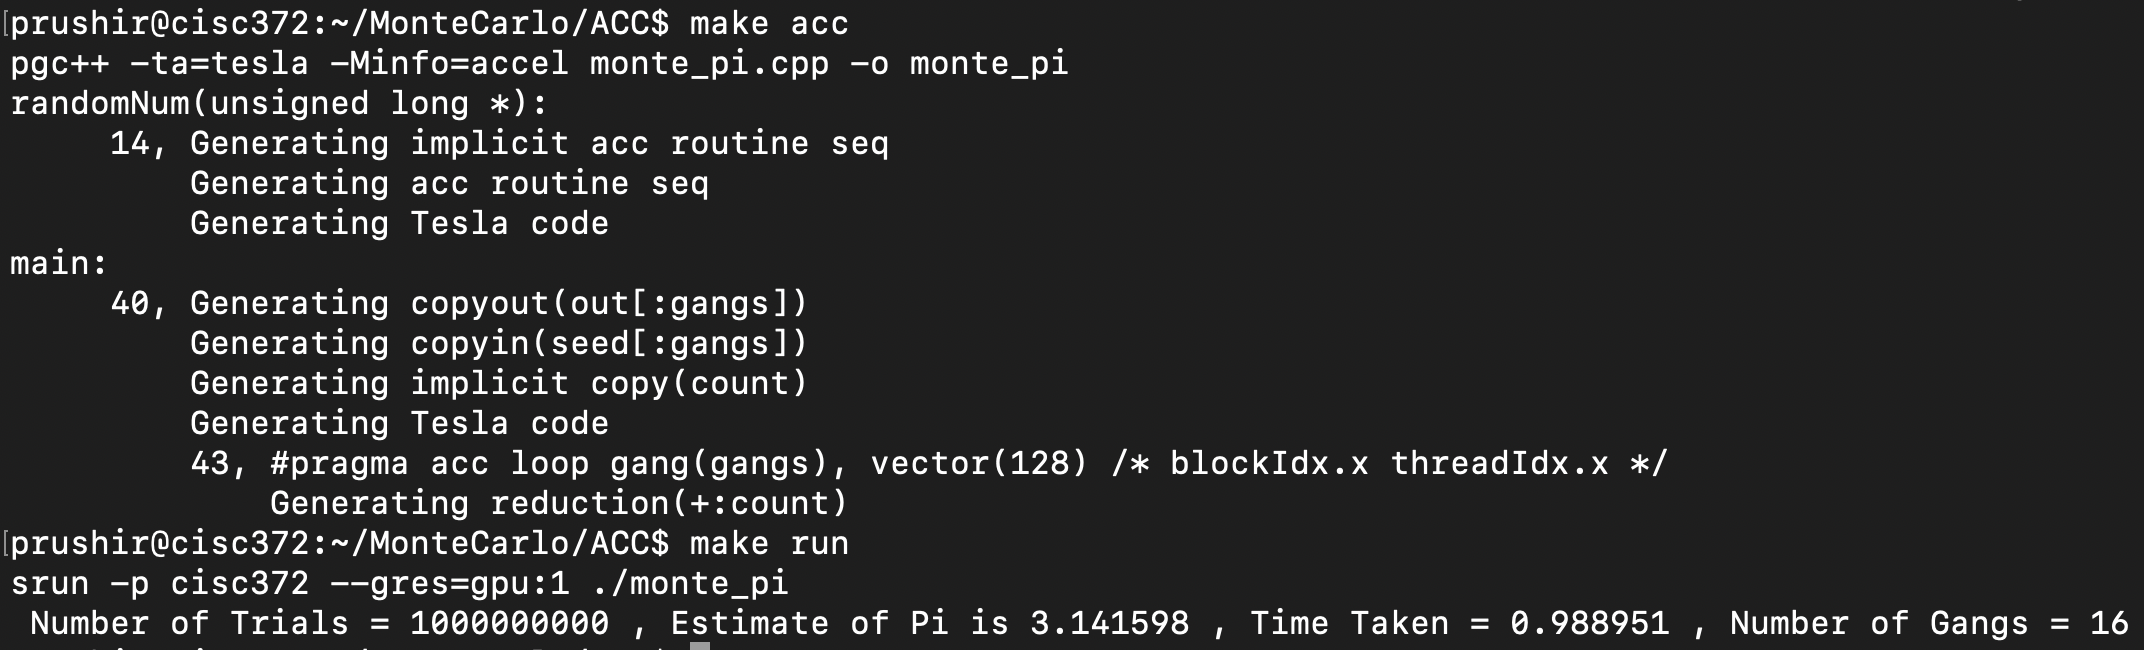 [prushir@cisc372:~/MonteCarlo/ACC$ make acc
pgc++ -ta=tesla -Minfo=accel monte_pi.cpp -o monte_pi
randomNum(unsigned long *):
     14, Generating implicit acc routine seq
         Generating acc routine seq
         Generating Tesla code
main:
     40, Generating copyout(out[:gangs])
         Generating copyin(seed[:gangs])
         Generating implicit copy(count)
         Generating Tesla code
         43, #pragma acc loop gang(gangs), vector(128) /* blockIdx.x threadIdx.x */
             Generating reduction(+:count)
[prushir@cisc372:~/MonteCarlo/ACC$ make run
srun -p cisc372 --gres=gpu:1 ./monte_pi
 Number of Trials = 1000000000 , Estimate of Pi is 3.141598 , Time Taken = 0.988951 , Number of Gangs = 16